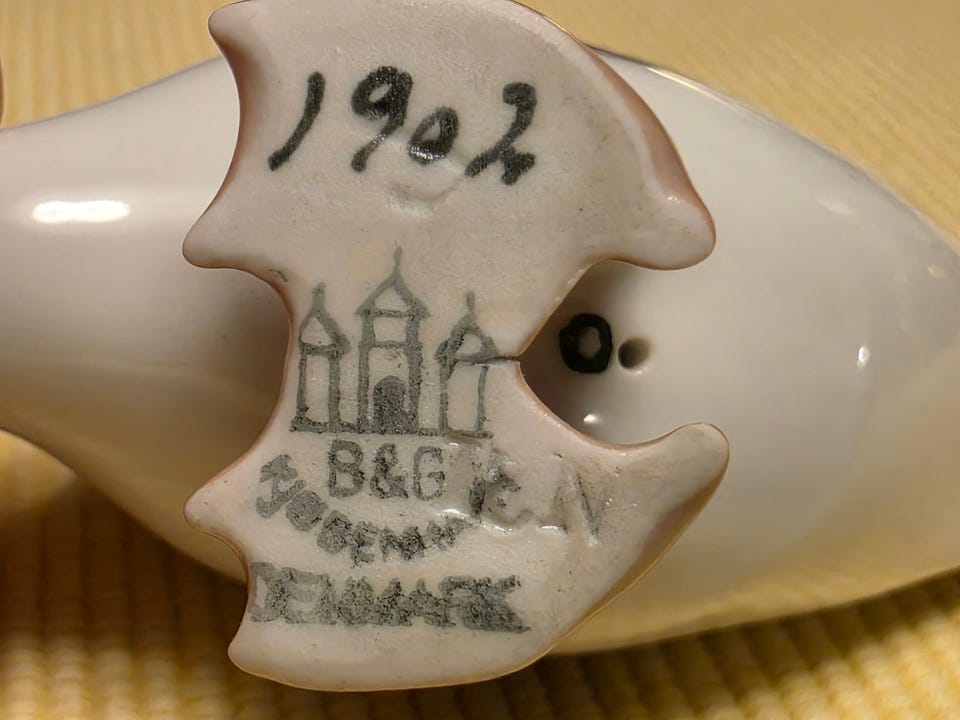 1902
B&G
DENMARK
O